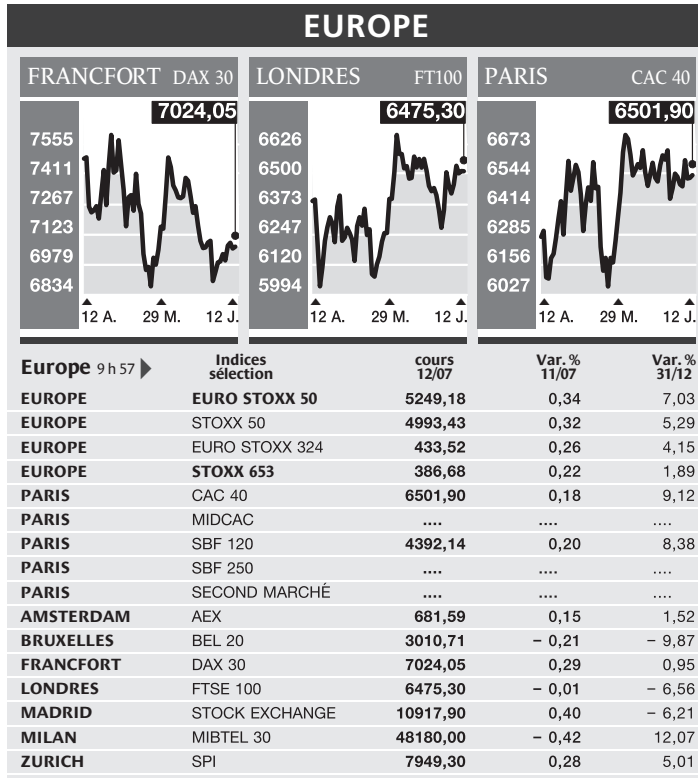 EUROPE
FRANCFORT DAX 30
7024,05
7555
7411
7267
7123
6979
6834
12 A. 29 M. 12 J.
LONDRES FT100
6475,30
6626
6500
6373
6247
6120
5994
12 A. 29 M. 12 J.
PARIS CAC 40
6501,90
6673
6544
6414
6285
6156
6027
12 A. 29 M. 12 J.
Europe 9 h 57 Indices sélection cours 12/07 Var. % 11/07 Var. % 31/12
EUROPE EURO STOXX 50 5249,18 0,34 7,03
EUROPE STOXX 50 4993,43 0,32 5,29
EUROPE EURO STOXX 324 433,52 0,26 4,15
EUROPE STOXX 653 386,68 0,22 1,89
PARIS CAC 40 6501,90 0,18 9,12
PARIS MIDCAC .... .... ....
PARIS SBF 120 4392,14 0,20 8,38
PARIS SBF 250 .... .... ....
PARIS SECOND MARCHÉ .... .... ....
AMSTERDAM AEX 681,59 0,15 1,52
BRUXELLES BEL 20 3010,71 – 0,21 – 9,87
FRANCFORT DAX 30 7024,05 0,29 0,95
LONDRES FTSE 100 6475,30 – 0,01 – 6,56
MADRID STOCK EXCHANGE 10917,90 0,40 – 6,21
MILAN MIBTEL 30 48180,00 – 0,42 12,07
ZURICH SPI 7949,30 0,28 5,01